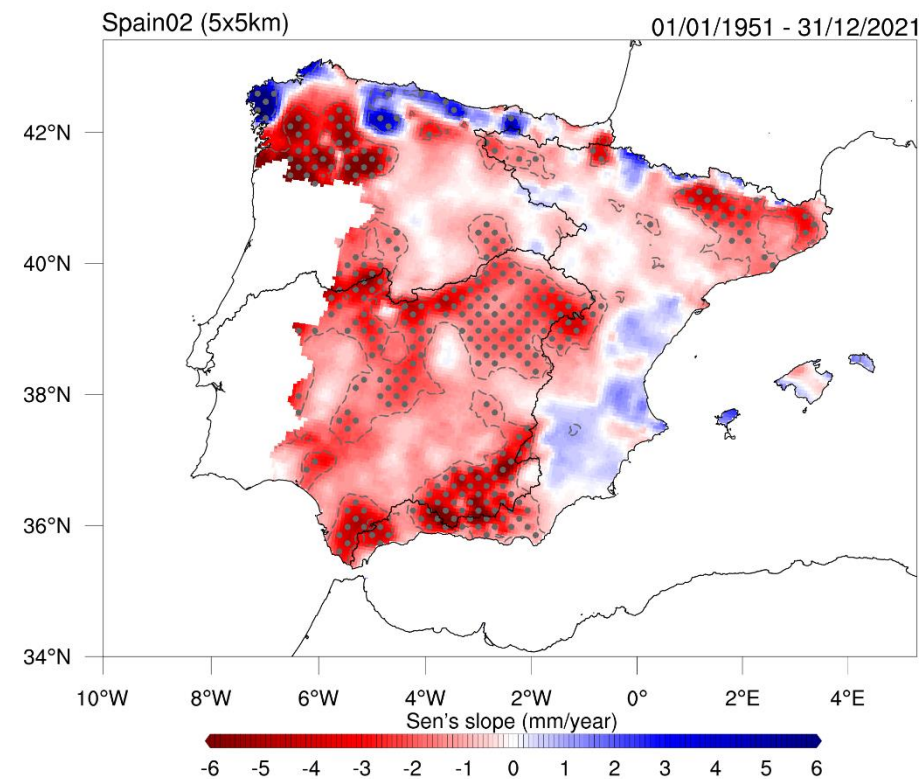 Spain02 (5x5km) 01/01/1951 - 31/12/2021
42°N
40°N
38°N
36°N
34°N
10°W 8°W 6°W 4°W 2°W 0° 2°E 4°E
Sen's slope (mm/year)
-6 -5 -4 -3 -2 -1 0 1 2 3 4 5 6